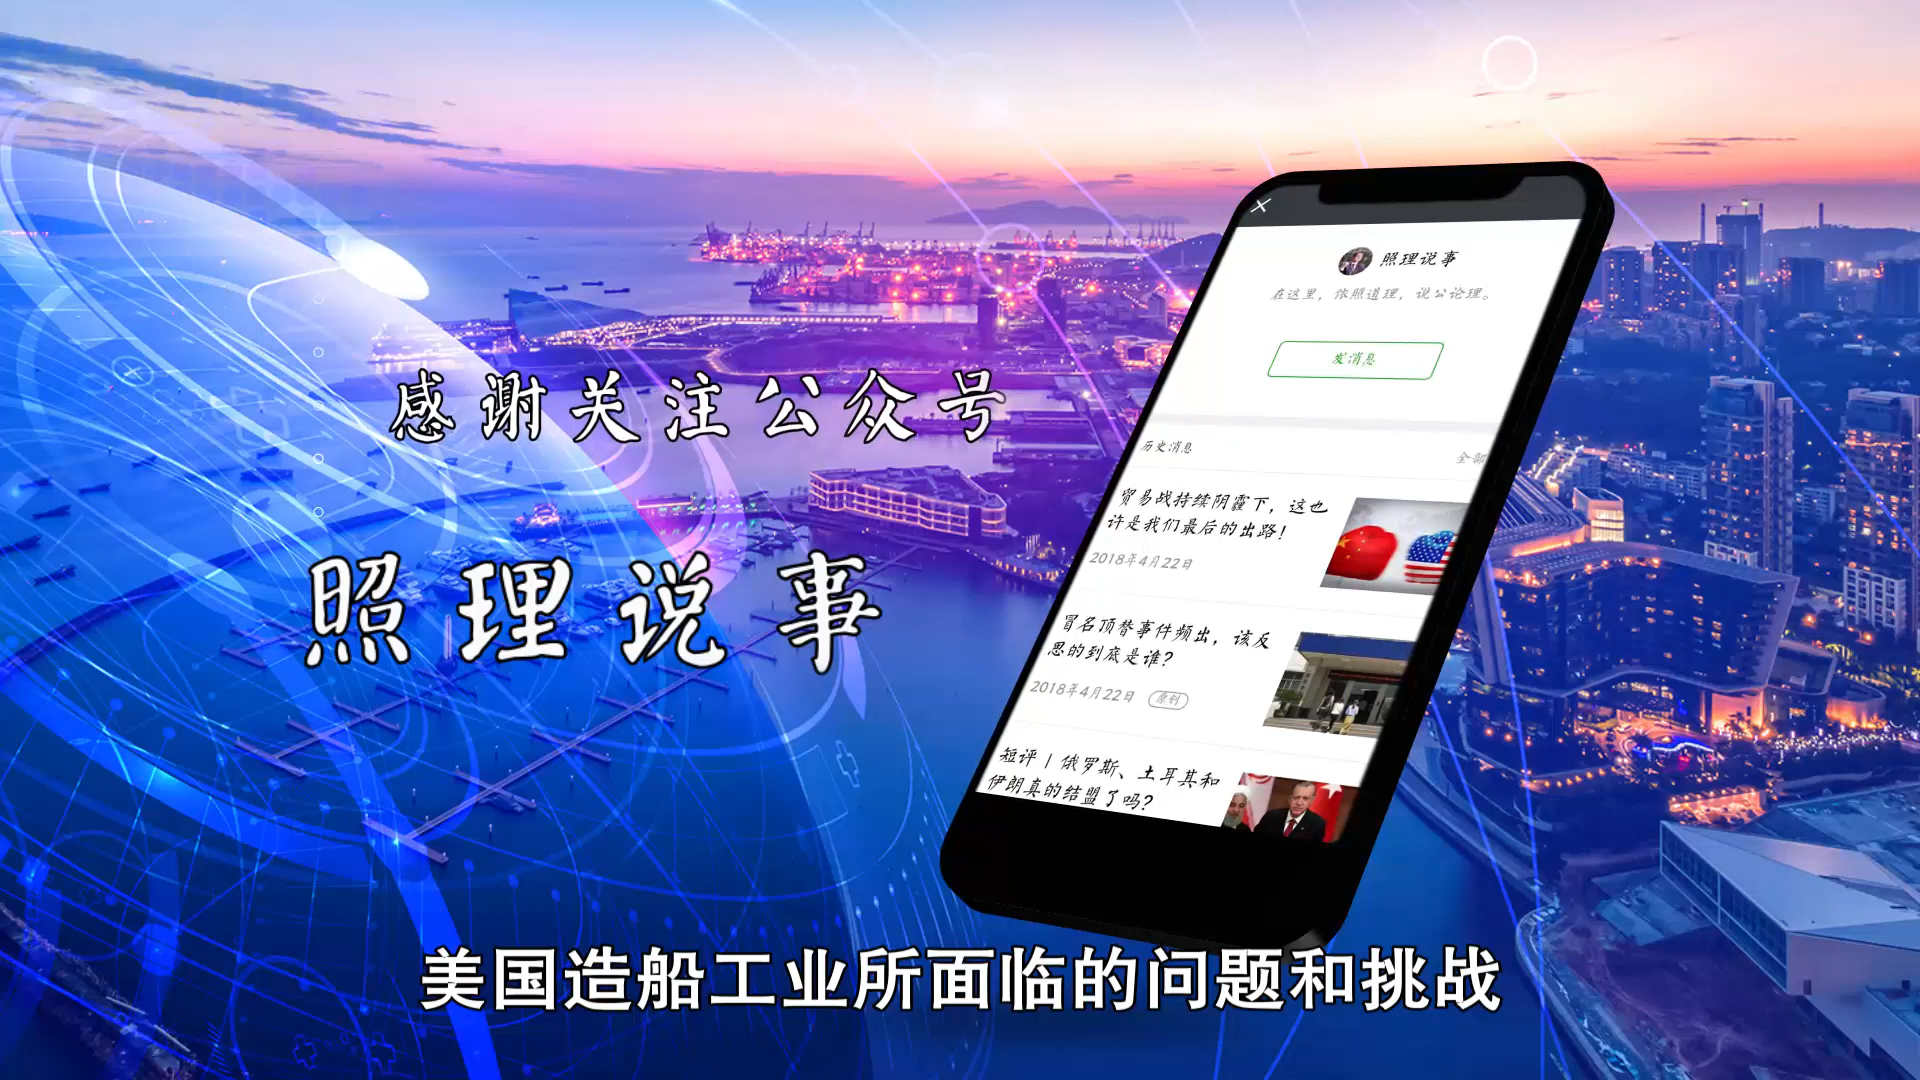 感谢关注公众号
照理说事
照理说事
在这里，依照道理，说公论理。
发消息
历史消息
全部
贸易战持续阴霾下，这也
许是我们最后的出路！
2018年4月22日
冒名顶替事件频出，该反
思的到底是谁？
2018年4月22日 原创
短评 | 俄罗斯、土耳其和
伊朗真的结盟了吗？
美国造船工业所面临的问题和挑战